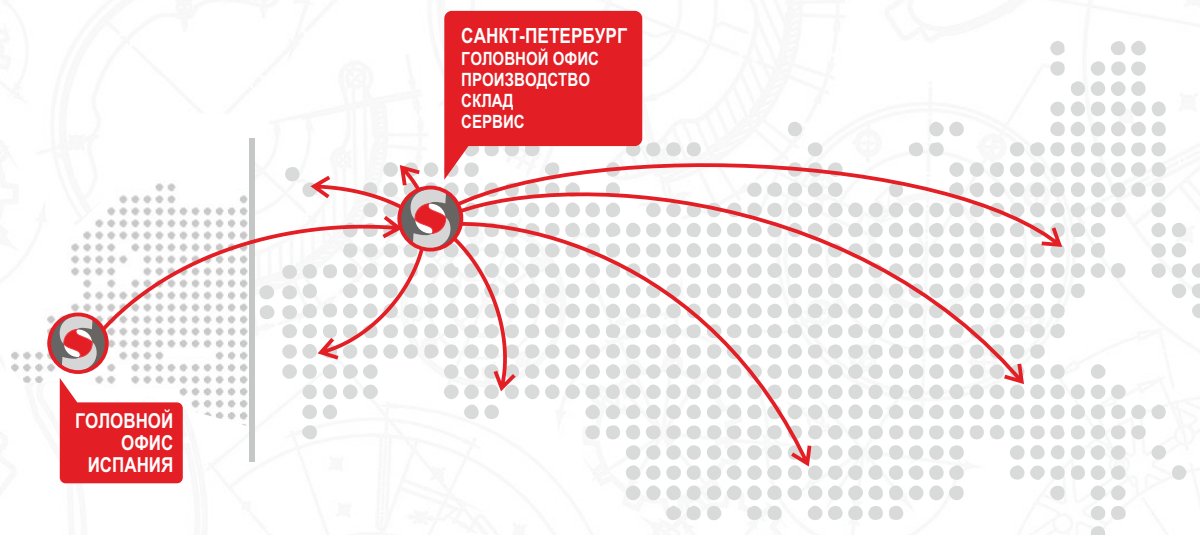 САНКТ-ПЕТЕРБУРГ
ГОЛОВНОЙ ОФИС
ПРОИЗВОДСТВО
СКЛАД
СЕРВИС
ГОЛОВНОЙ
ОФИС
ИСПАНИЯ